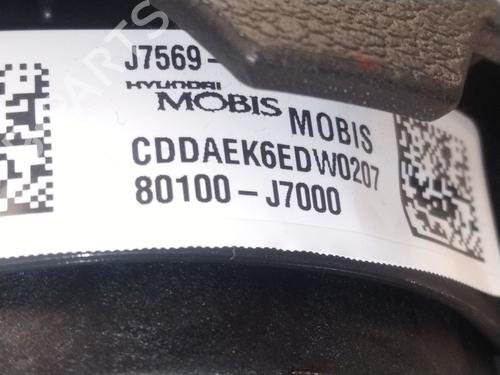 J7569-
HYUNDAI
MOBIS MOBIS
CDDAEK6EDW0207
80100-J7000